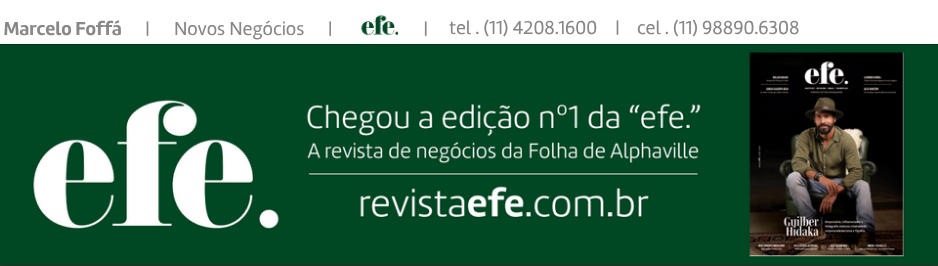 Marcelo Foffá | Novos Negócios | efe. | tel . (11) 4208.1600 | cel . (11) 98890.6308
efe.
Chegou a edição nº1 da “efe.”
A revista de negócios da Folha de Alphaville
revistaefe.com.br
efe.
Guilber
Hidaka